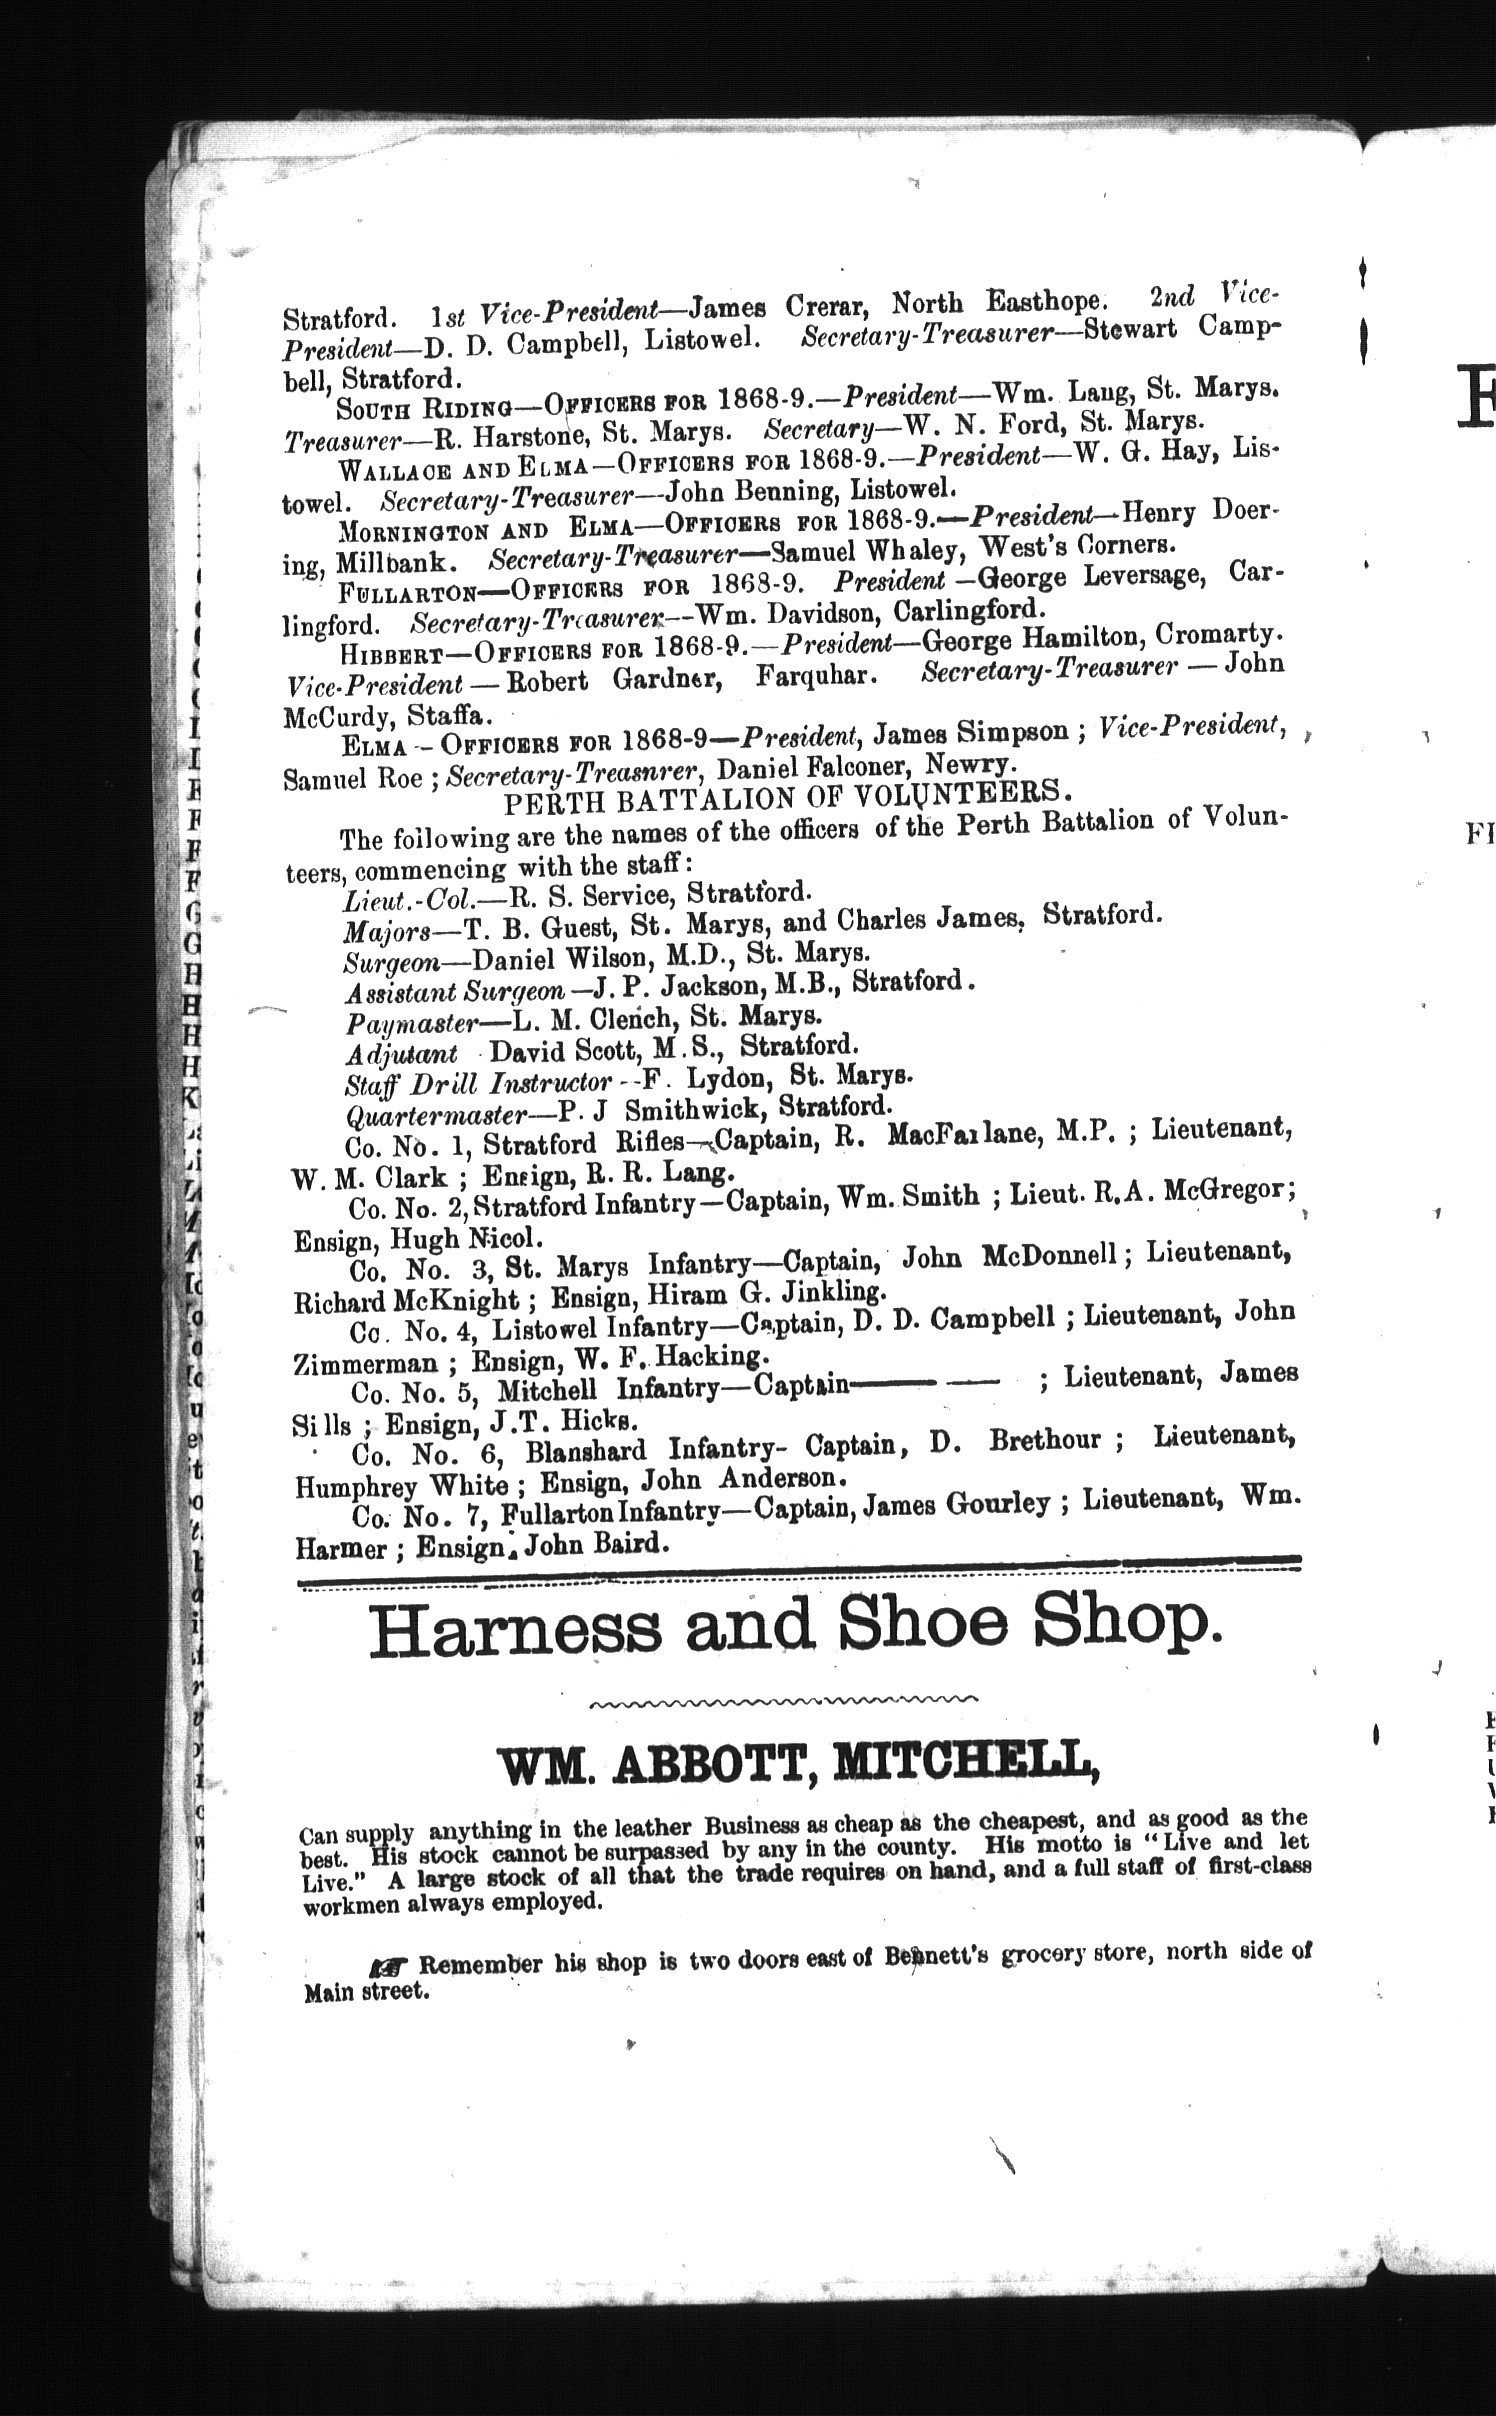 Stratford. 1st Vice-President—James Crerar, North Easthope. 2nd Vice-
President—D. D. Campbell, Listowel. Secretary-Treasurer—Stewart Camp-
bell, Stratford.
SOUTH RIDING—OFFICERS FOR 1868-9.—President—Wm. Lang, St. Marys.
Treasurer—R. Harstone, St. Marys. Secretary—W. N. Ford, St. Marys.
WALLACE AND ELMA—OFFICERS FOR 1868-9.—President—W. G. Hay, Lis-
towel. Secretary-Treasurer—John Benning, Listowel.
MORNINGTON AND ELMA—OFFICERS FOR 1868-9.—President—Henry Doer-
ing, Millbank. Secretary-Treasurer—Samuel Whaley, West's Corners.
FULLARTON—OFFICERS FOR 1868-9. President—George Leversage, Car-
lingford. Secretary-Treasurer--Wm. Davidson, Carlingford.
HIBBERT—OFFICERS FOR 1868-9.—President—George Hamilton, Cromarty.
Vice-President — Robert Gardner, Farquhar. Secretary-Treasurer — John
McCurdy, Staffa.
ELMA -- OFFICERS FOR 1868-9—President, James Simpson ; Vice-President,
Samuel Roe ; Secretary-Treasnrer, Daniel Falconer, Newry.
PERTH BATTALION OF VOLUNTEERS.
The following are the names of the officers of the Perth Battalion of Volun-
teers, commencing with the staff:
Lieut.-Col.—R. S. Service, Stratford.
Majors—T. B. Guest, St. Marys, and Charles James, Stratford.
Surgeon—Daniel Wilson, M.D., St. Marys.
Assistant Surgeon—J. P. Jackson, M.B., Stratford.
Paymaster—L. M. Clench, St. Marys.
Adjutant David Scott, M.S., Stratford.
Staff Drill Instructor--F. Lydon, St. Marys.
Quartermaster—P. J Smithwick, Stratford.
Co. No. 1, Stratford Rifles—Captain, R. MacFarlane, M.P. ; Lieutenant,
W. M. Clark ; Ensign, R. R. Lang.
Co. No. 2, Stratford Infantry—Captain, Wm. Smith ; Lieut. R. A. McGregor;
Ensign, Hugh Nicol.
Co. No. 3, St. Marys Infantry—Captain, John McDonnell ; Lieutenant,
Richard McKnight ; Ensign, Hiram G. Jinkling.
Co. No. 4, Listowel Infantry—Captain, D. D. Campbell ; Lieutenant, John
Zimmerman ; Ensign, W. F. Hacking.
Co. No. 5, Mitchell Infantry—Captain—— — ; Lieutenant, James
Sills ; Ensign, J.T. Hicks.
Co. No. 6, Blanshard Infantry- Captain, D. Brethour ; Lieutenant,
Humphrey White ; Ensign, John Anderson.
Co. No. 7, Fullarton Infantry—Captain, James Gourley ; Lieutenant, Wm.
Harmer ; Ensign, John Baird.
Harness and Shoe Shop.
WM. ABBOTT, MITCHELL,
Can supply anything in the leather Business as cheap as the cheapest, and as good as the
best. His stock cannot be surpassed by any in the county. His motto is "Live and let
Live." A large stock of all that the trade requires on hand, and a full staff of first-class
workmen always employed.
☞ Remember his shop is two doors east of Bennett's grocery store, north side of
Main street.